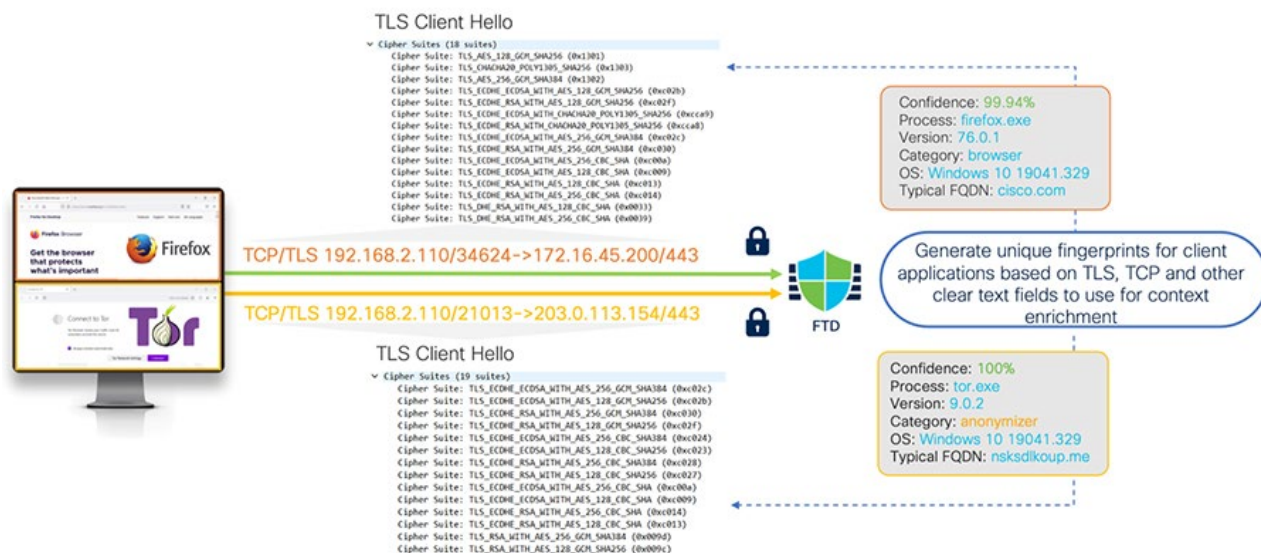 TLS Client Hello
Cipher Suites (18 suites)
Cipher Suite: TLS_AES_128_GCM_SHA256 (0x1301)
Cipher Suite: TLS_CHACHA20_POLY1305_SHA256 (0x1303)
Cipher Suite: TLS_AES_256_GCM_SHA384 (0x1302)
Cipher Suite: TLS_ECDHE_ECDSA_WITH_AES_128_GCM_SHA256 (0xc02b)
Cipher Suite: TLS_ECDHE_RSA_WITH_AES_128_GCM_SHA256 (0xc02f)
Cipher Suite: TLS_ECDHE_ECDSA_WITH_CHACHA20_POLY1305_SHA256 (0xcca9)
Cipher Suite: TLS_ECDHE_RSA_WITH_CHACHA20_POLY1305_SHA256 (0xcca8)
Cipher Suite: TLS_ECDHE_ECDSA_WITH_AES_256_GCM_SHA384 (0xc02c)
Cipher Suite: TLS_ECDHE_RSA_WITH_AES_256_GCM_SHA384 (0xc030)
Cipher Suite: TLS_ECDHE_ECDSA_WITH_AES_256_CBC_SHA (0xc00a)
Cipher Suite: TLS_ECDHE_ECDSA_WITH_AES_128_CBC_SHA (0xc009)
Cipher Suite: TLS_ECDHE_RSA_WITH_AES_128_CBC_SHA (0xc013)
Cipher Suite: TLS_ECDHE_RSA_WITH_AES_256_CBC_SHA (0xc014)
Cipher Suite: TLS_DHE_RSA_WITH_AES_128_CBC_SHA (0x0033)
Cipher Suite: TLS_DHE_RSA_WITH_AES_256_CBC_SHA (0x0039)
Confidence: 99.94%
Process: firefox.exe
Version: 76.0.1
Category: browser
OS: Windows 10 19041.329
Typical FQDN: cisco.com
Firefox Browser
Get the browser
that protects
what's important
Firefox
TCP/TLS 192.168.2.110/34624->172.16.45.200/443
Generate unique fingerprints for client
applications based on TLS, TCP and other
clear text fields to use for context
enrichment
FTD
Connect to Tor
Tor
TCP/TLS 192.168.2.110/21013->203.0.113.154/443
TLS Client Hello
Cipher Suites (19 suites)
Cipher Suite: TLS_ECDHE_ECDSA_WITH_AES_256_GCM_SHA384 (0xc02c)
Cipher Suite: TLS_ECDHE_ECDSA_WITH_AES_128_GCM_SHA256 (0xc02b)
Cipher Suite: TLS_ECDHE_RSA_WITH_AES_256_GCM_SHA384 (0xc030)
Cipher Suite: TLS_ECDHE_RSA_WITH_AES_128_GCM_SHA256 (0xc02f)
Cipher Suite: TLS_ECDHE_ECDSA_WITH_AES_256_CBC_SHA384 (0xc024)
Cipher Suite: TLS_ECDHE_ECDSA_WITH_AES_128_CBC_SHA256 (0xc023)
Cipher Suite: TLS_ECDHE_RSA_WITH_AES_256_CBC_SHA384 (0xc028)
Cipher Suite: TLS_ECDHE_RSA_WITH_AES_128_CBC_SHA256 (0xc027)
Cipher Suite: TLS_ECDHE_ECDSA_WITH_AES_256_CBC_SHA (0xc00a)
Cipher Suite: TLS_ECDHE_ECDSA_WITH_AES_128_CBC_SHA (0xc009)
Cipher Suite: TLS_ECDHE_RSA_WITH_AES_256_CBC_SHA (0xc014)
Cipher Suite: TLS_ECDHE_RSA_WITH_AES_128_CBC_SHA (0xc013)
Cipher Suite: TLS_RSA_WITH_AES_256_GCM_SHA384 (0x009d)
Cipher Suite: TLS_RSA_WITH_AES_128_GCM_SHA256 (0x009c)
Confidence: 100%
Process: tor.exe
Version: 9.0.2
Category: anonymizer
OS: Windows 10 19041.329
Typical FQDN: nsksdlkoup.me